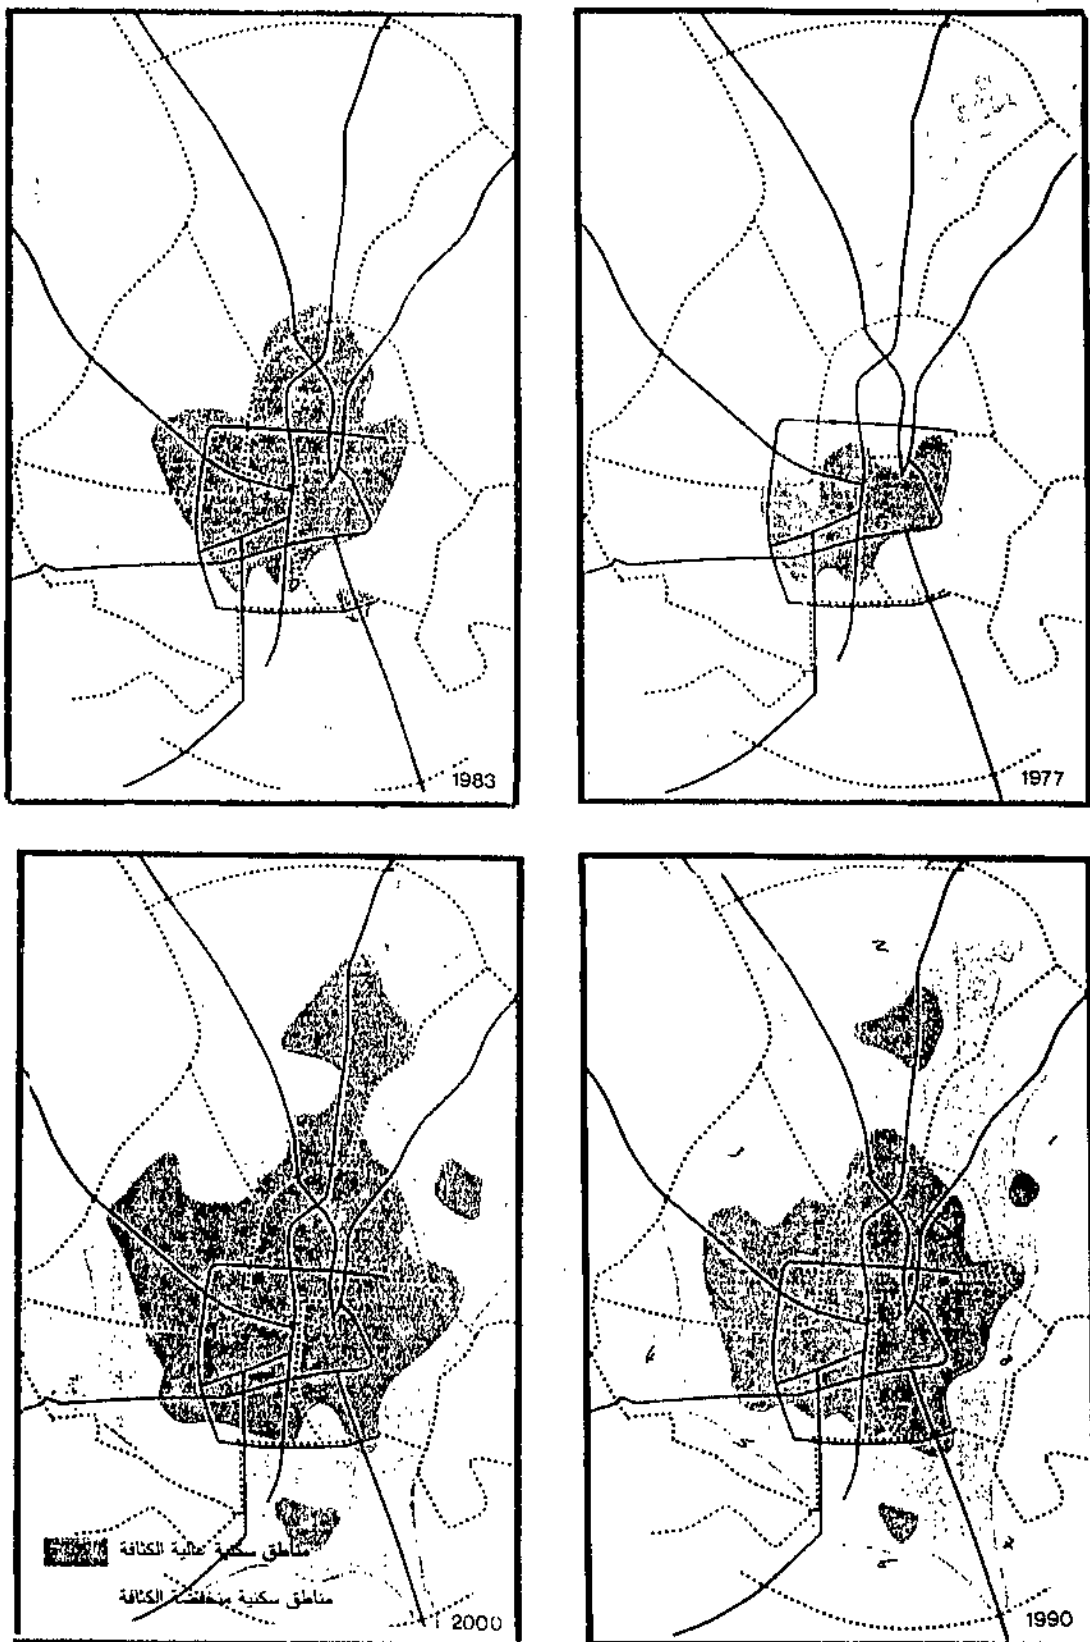 1977
1983
1990
2000
مناطق سكنية عالية الكثافة
مناطق سكنية منخفضة الكثافة